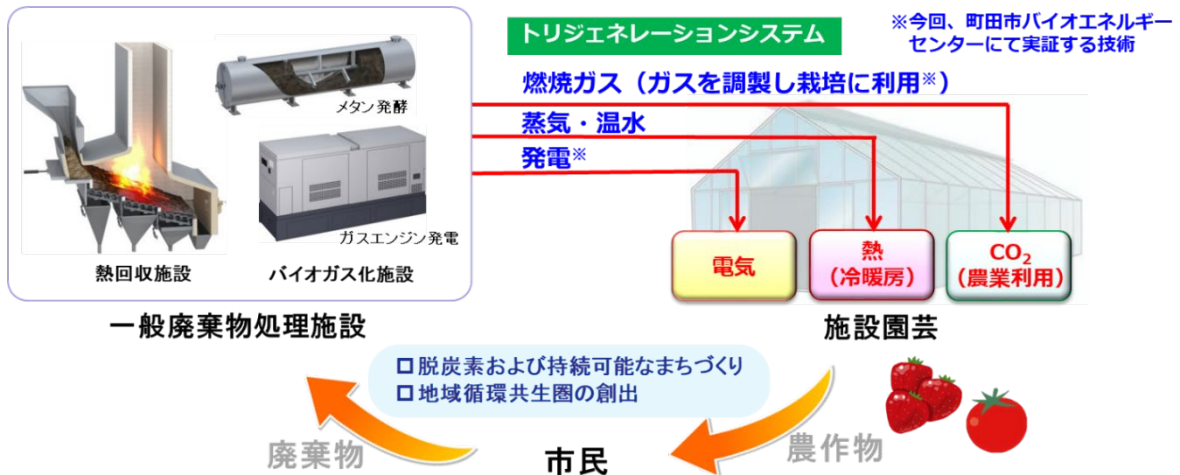 トリジェネレーションシステム
※今回、町田市バイオエネルギー
センターにて実証する技術
燃焼ガス（ガスを調製し栽培に利用※）
蒸気・温水
発電※
メタン発酵
ガスエンジン発電
熱回収施設
バイオガス化施設
電気
熱
（冷暖房）
CO₂
（農業利用）
一般廃棄物処理施設
施設園芸
□脱炭素および持続可能なまちづくり
□地域循環共生圏の創出
廃棄物
市民
農作物